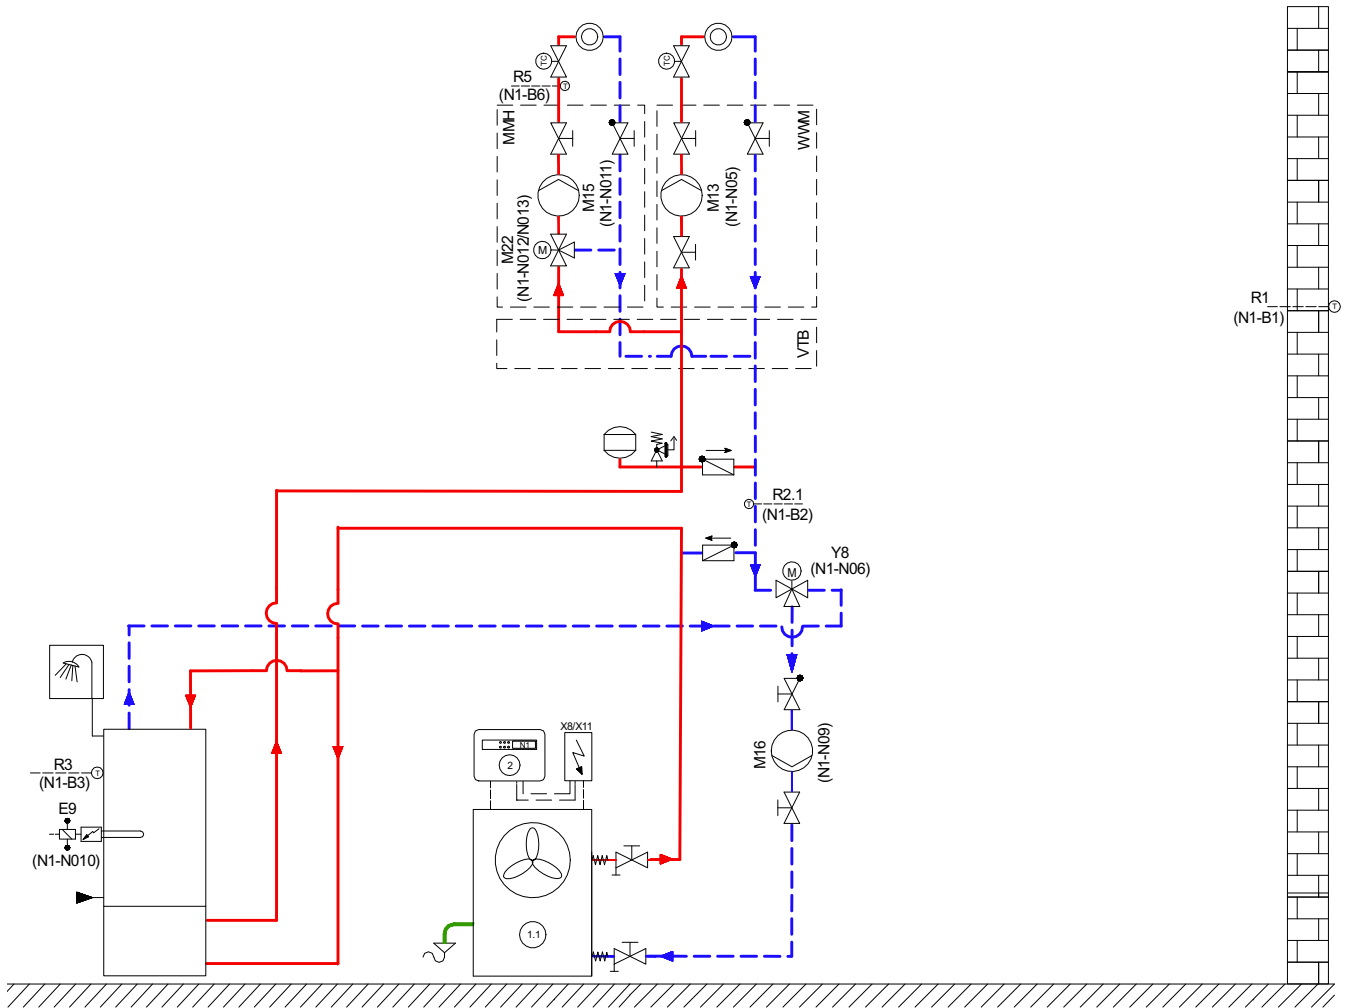 TC
TC
R5
(N1-B6)
T
MMH
WWM
M15
(N1-N011)
M13
(N1-N05)
M22
(N1-N012/N013)
M
VTB
R1
(N1-B1)
T
R2.1
(N1-B2)
T
Y8
(N1-N06)
M
M16
(N1-N09)
X8/X11
N1
2
R3
(N1-B3)
T
E9
(N1-N010)
1.1